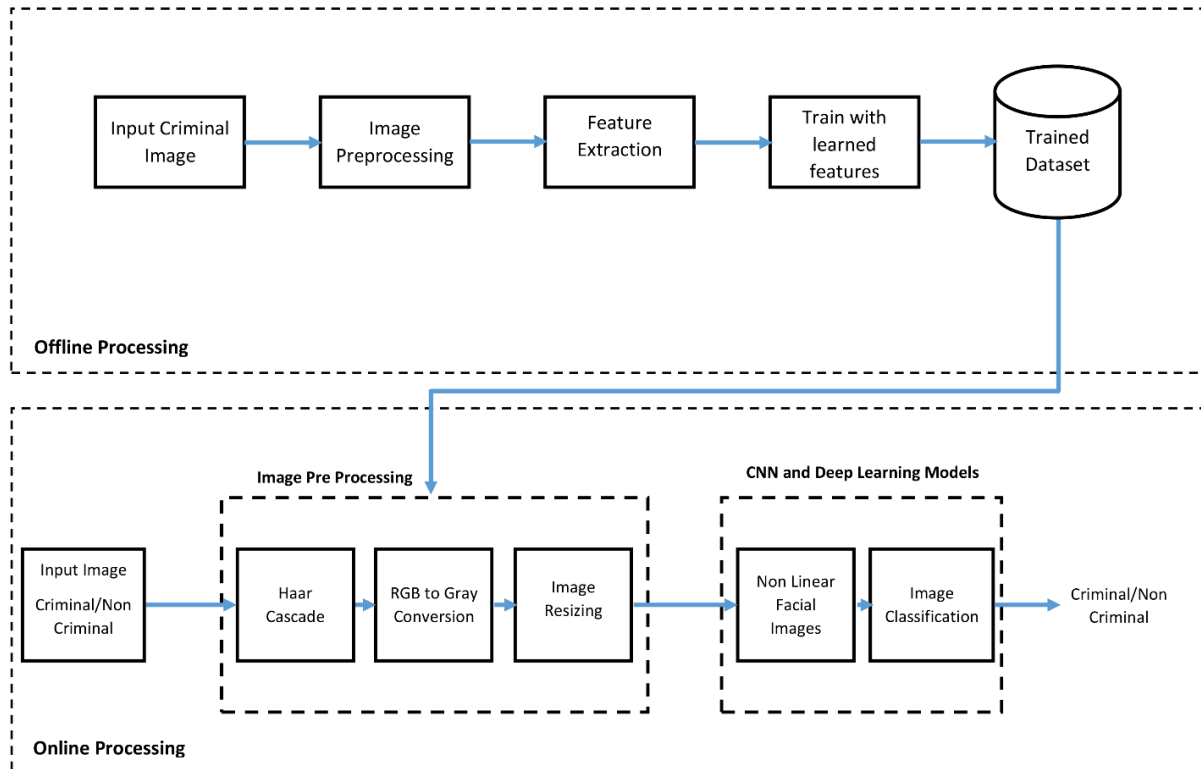 Input Criminal
Image
Image
Preprocessing
Feature
Extraction
Train with
learned
features
Trained
Dataset
Offline Processing
Image Pre Processing
CNN and Deep Learning Models
Input Image
Criminal/Non
Criminal
Haar
Cascade
RGB to Gray
Conversion
Image
Resizing
Non Linear
Facial
Images
Image
Classification
Criminal/Non
Criminal
Online Processing